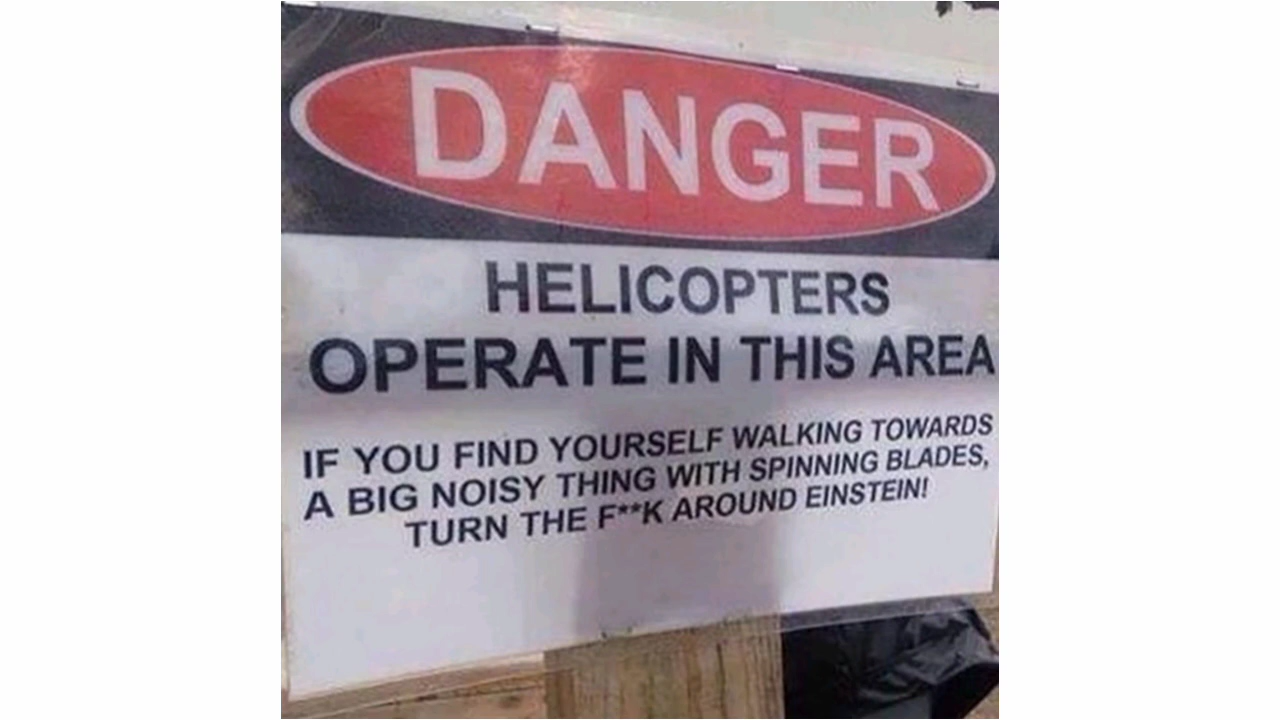 DANGER
HELICOPTERS
OPERATE IN THIS AREA
IF YOU FIND YOURSELF WALKING TOWARDS
A BIG NOISY THING WITH SPINNING BLADES,
TURN THE F**K AROUND EINSTEIN!